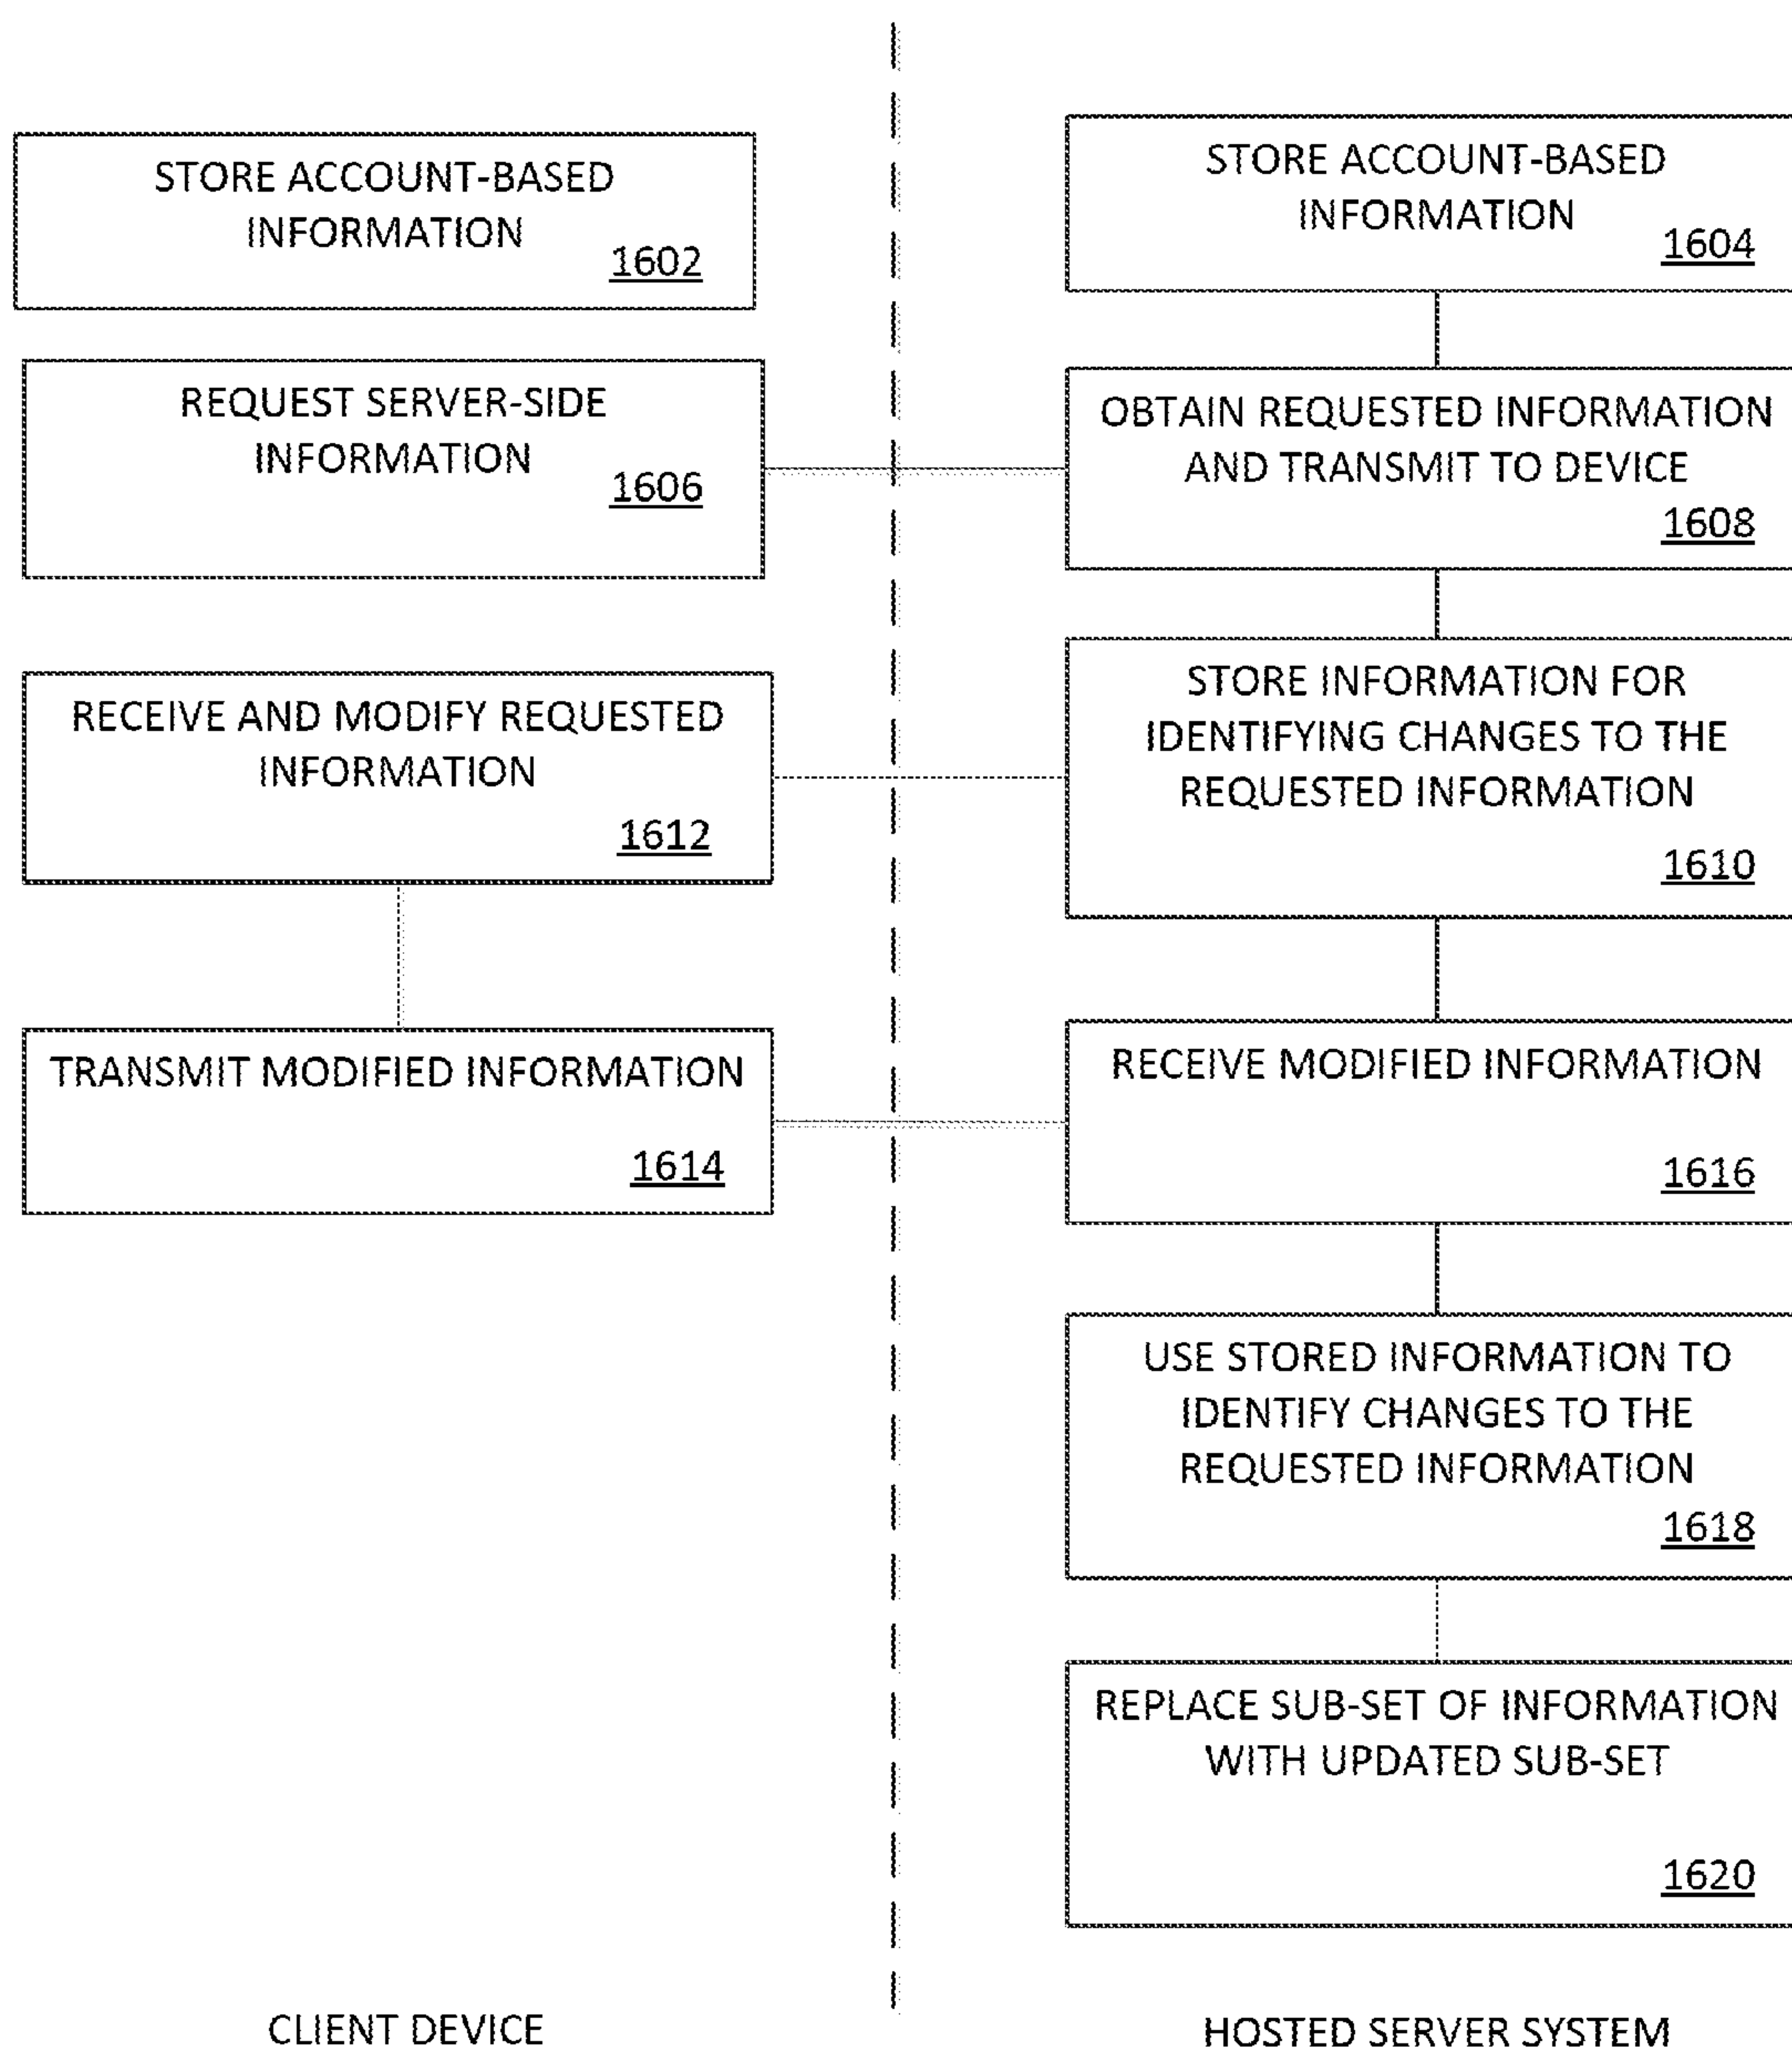 STORE ACCOUNT-BASED
INFORMATION
1602
STORE ACCOUNT-BASED
INFORMATION
1604
REQUEST SERVER-SIDE
INFORMATION
1606
OBTAIN REQUESTED INFORMATION
AND TRANSMIT TO DEVICE
1608
STORE INFORMATION FOR
IDENTIFYING CHANGES TO THE
REQUESTED INFORMATION
1610
RECEIVE AND MODIFY REQUESTED
INFORMATION
1612
TRANSMIT MODIFIED INFORMATION
1614
RECEIVE MODIFIED INFORMATION
1616
USE STORED INFORMATION TO
IDENTIFY CHANGES TO THE
REQUESTED INFORMATION
1618
REPLACE SUB-SET OF INFORMATION
WITH UPDATED SUB-SET
1620
CLIENT DEVICE
HOSTED SERVER SYSTEM